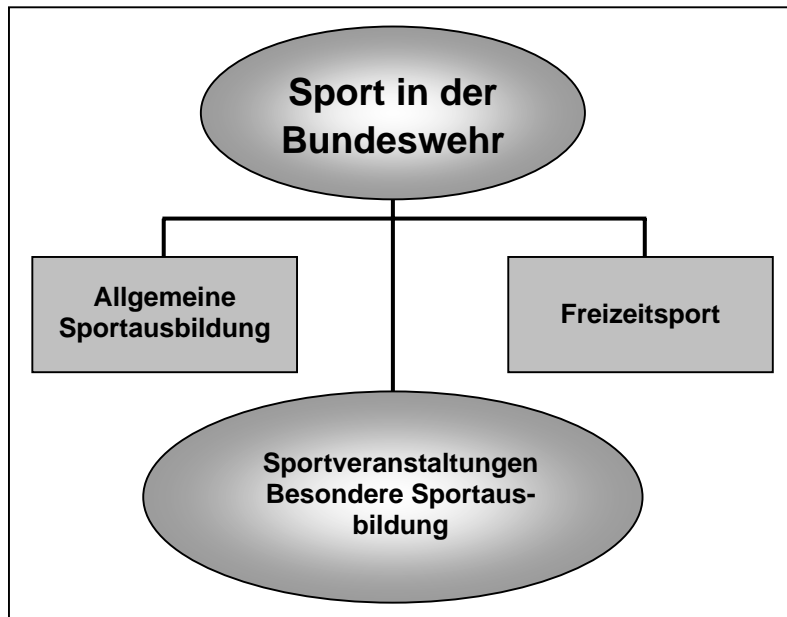 Sport in der
Bundeswehr
Allgemeine
Sportausbildung
Freizeitsport
Sportveranstaltungen
Besondere Sportaus-
bildung